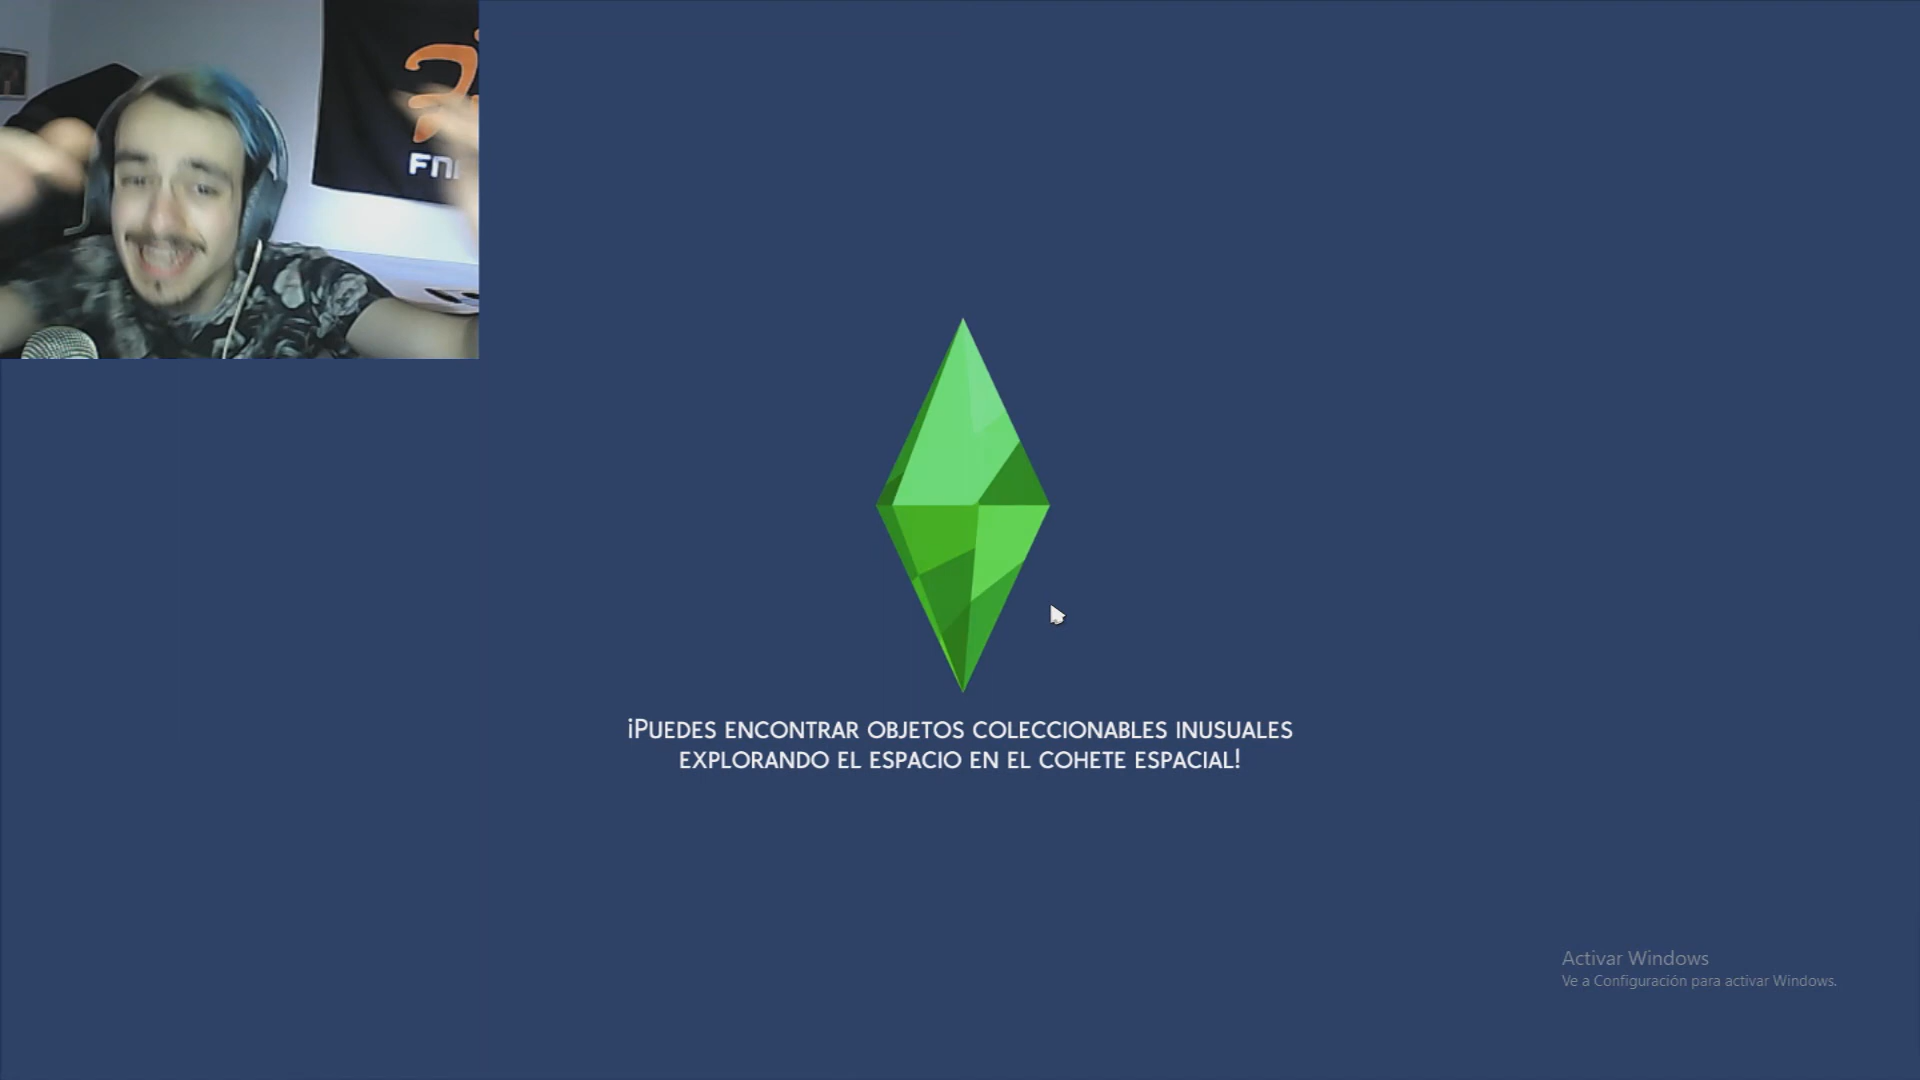 FN
¡PUEDES ENCONTRAR OBJETOS COLECCIONABLES INUSUALES
EXPLORANDO EL ESPACIO EN EL COHETE ESPACIAL!
Activar Windows
Ve a Configuración para activar Windows.